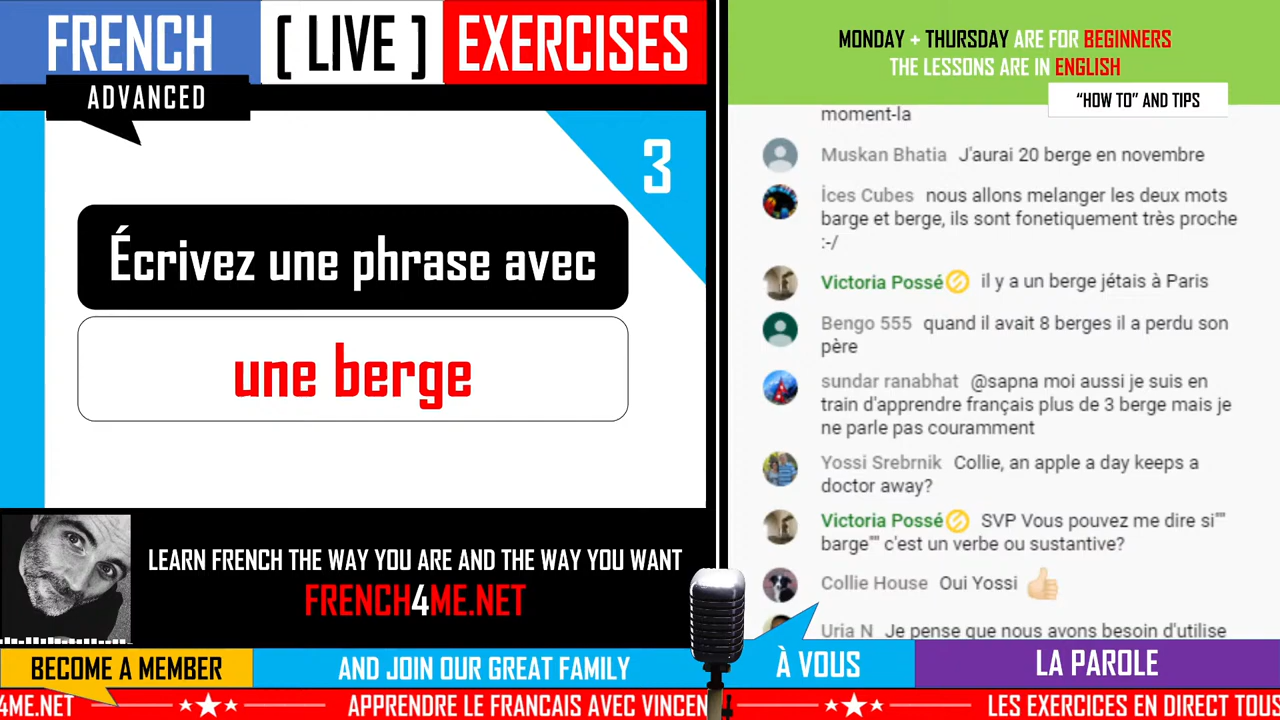 FRENCH [ LIVE ] EXERCISES
ADVANCED
3
Écrivez une phrase avec
une berge
LEARN FRENCH THE WAY YOU ARE AND THE WAY YOU WANT
FRENCH4ME.NET
MONDAY + THURSDAY ARE FOR BEGINNERS
THE LESSONS ARE IN ENGLISH
“HOW TO” AND TIPS
moment-la
Muskan Bhatia J'aurai 20 berge en novembre
İces Cubes nous allons melanger les deux mots
barge et berge, ils sont fonetiquement très proche
:-/
Victoria Possé il y a un berge jétais à Paris
Bengo 555 quand il avait 8 berges il a perdu son
père
sundar ranabhat @sapna moi aussi je suis en
train d'apprendre français plus de 3 berge mais je
ne parle pas couramment
Yossi Srebrnik Collie, an apple a day keeps a
doctor away?
Victoria Possé SVP Vous pouvez me dire si""
barge"" c'est un verbe ou sustantive?
Collie House Oui Yossi
Uria N Je pense que nous avons besoin d'utilise
BECOME A MEMBER AND JOIN OUR GREAT FAMILY À VOUS LA PAROLE
4ME.NET APPRENDRE LE FRANCAIS AVEC VINCEN LES EXERCICES EN DIRECT TOUS